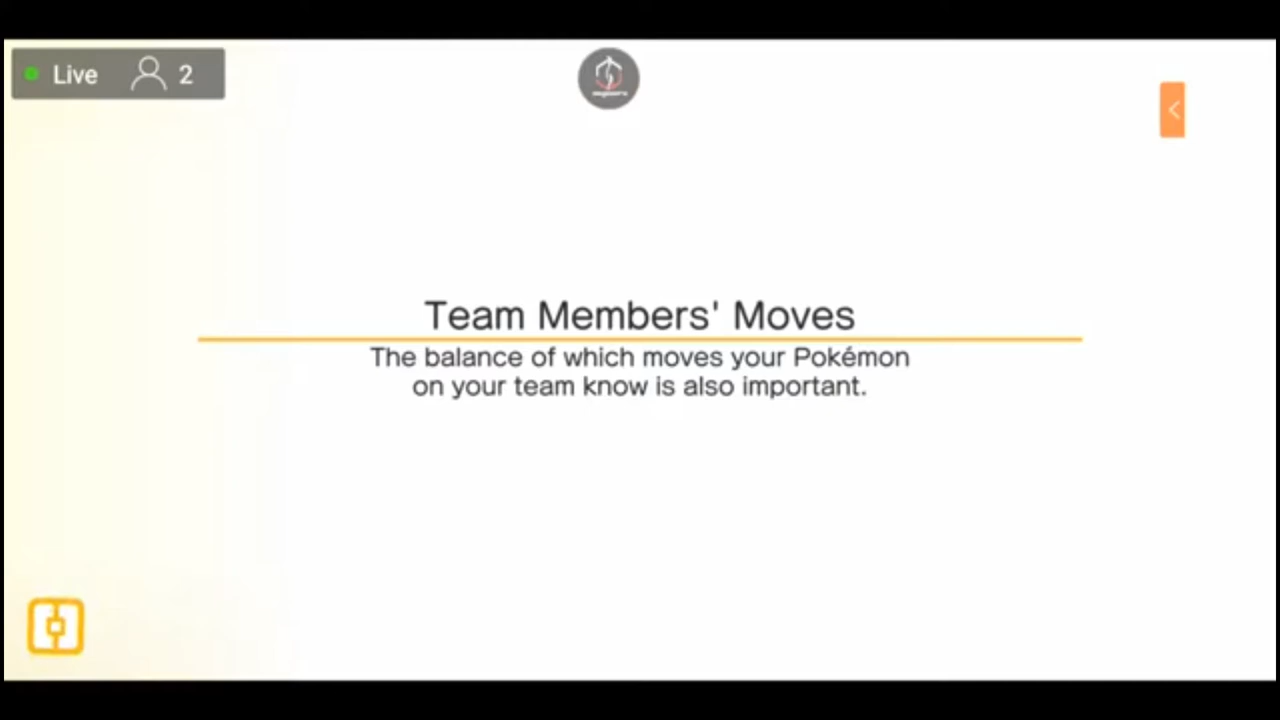 Live 2
Team Members' Moves
The balance of which moves your Pokémon
on your team know is also important.